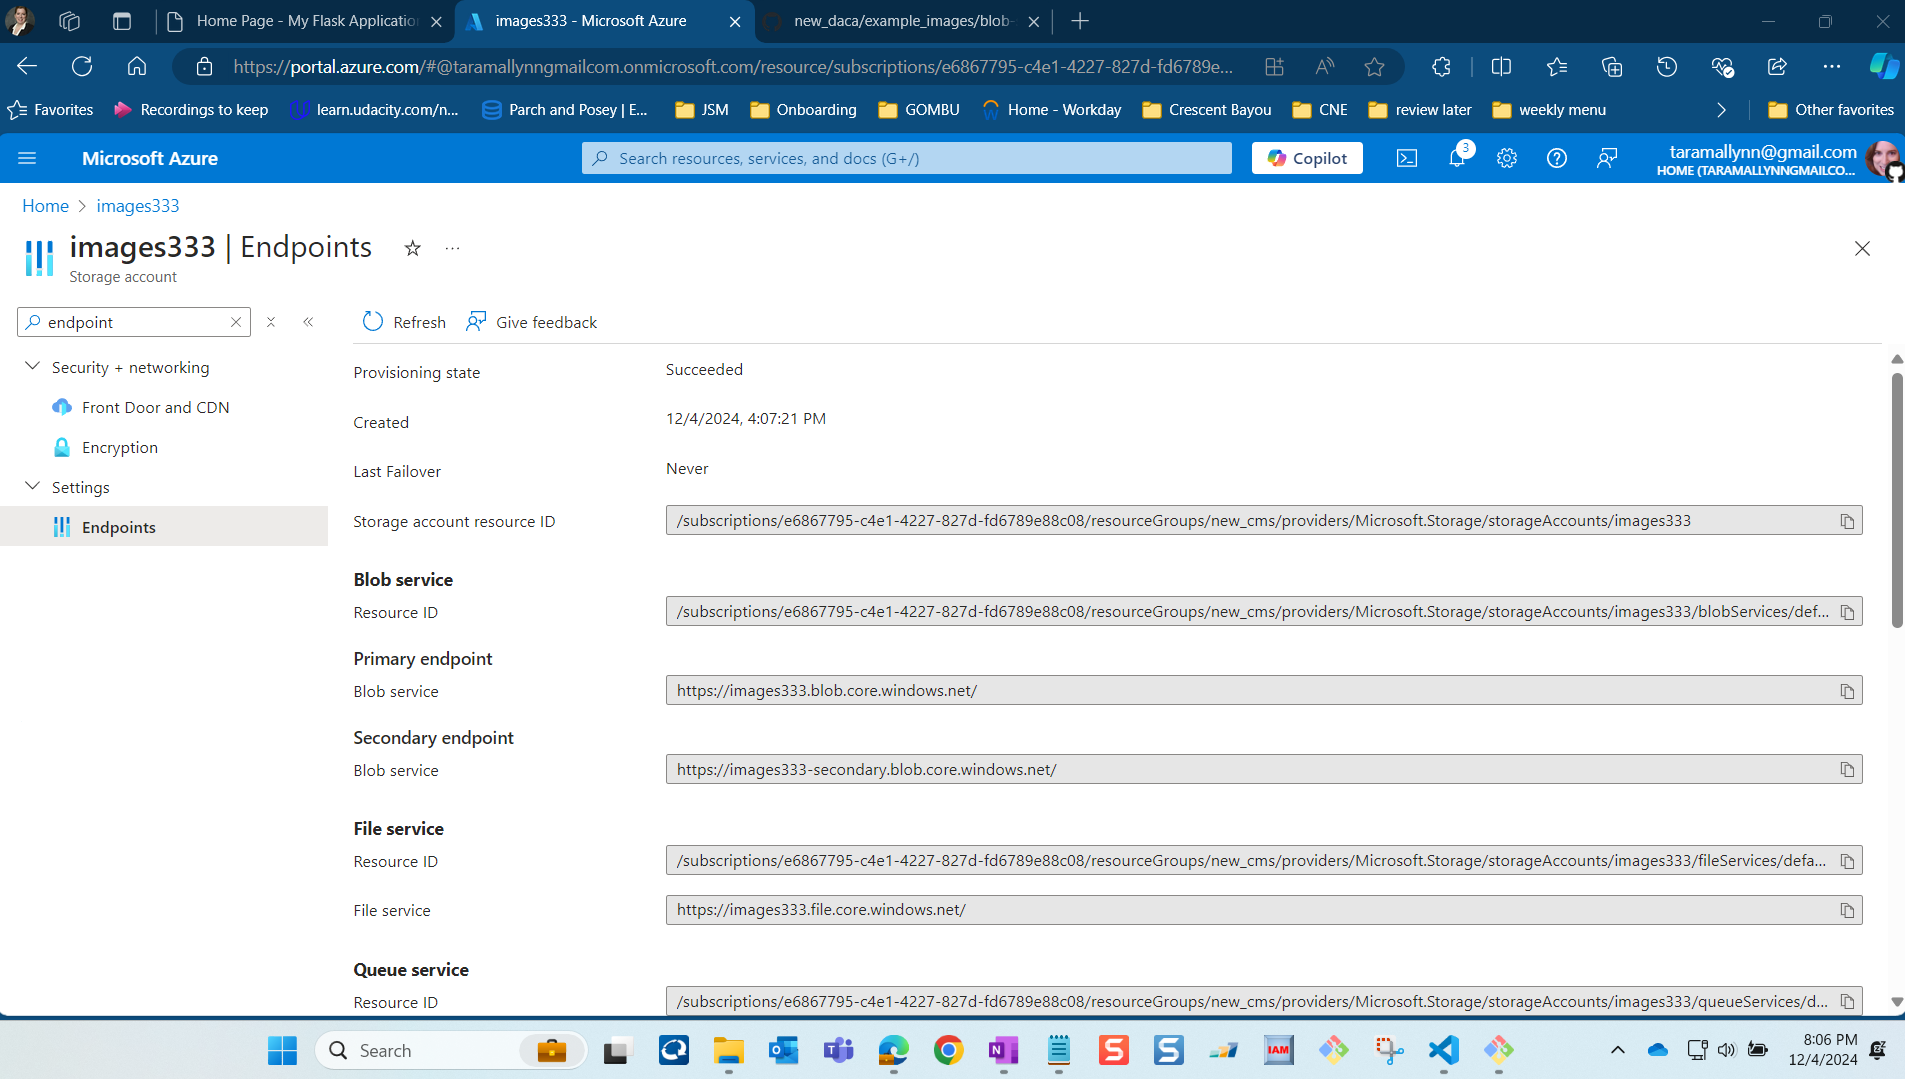 Home Page - My Flask Applicatio
images333 - Microsoft Azure
new_daca/example_images/blob-
https://portal.azure.com/#@taramallynngmailcom.onmicrosoft.com/resource/subscriptions/e6867795-c4e1-4227-827d-fd6789e...
Favorites
Recordings to keep
learn.udacity.com/n...
Parch and Posey | E...
JSM
Onboarding
GOMBU
Home - Workday
Crescent Bayou
CNE
review later
weekly menu
Other favorites
Microsoft Azure
Search resources, services, and docs (G+/)
Copilot
3
taramallynn@gmail.com
HOME (TARAMALLYNNGMAILCO...
Home > images333
images333 | Endpoints
Storage account
endpoint
Refresh
Give feedback
Security + networking
Front Door and CDN
Encryption
Settings
Endpoints
Provisioning state
Succeeded
Created
12/4/2024, 4:07:21 PM
Last Failover
Never
Storage account resource ID
/subscriptions/e6867795-c4e1-4227-827d-fd6789e88c08/resourceGroups/new_cms/providers/Microsoft.Storage/storageAccounts/images333
Blob service
Resource ID
/subscriptions/e6867795-c4e1-4227-827d-fd6789e88c08/resourceGroups/new_cms/providers/Microsoft.Storage/storageAccounts/images333/blobServices/def...
Primary endpoint
Blob service
https://images333.blob.core.windows.net/
Secondary endpoint
Blob service
https://images333-secondary.blob.core.windows.net/
File service
Resource ID
/subscriptions/e6867795-c4e1-4227-827d-fd6789e88c08/resourceGroups/new_cms/providers/Microsoft.Storage/storageAccounts/images333/fileServices/defa...
File service
https://images333.file.core.windows.net/
Queue service
Resource ID
/subscriptions/e6867795-c4e1-4227-827d-fd6789e88c08/resourceGroups/new_cms/providers/Microsoft.Storage/storageAccounts/images333/queueServices/d...
Search
IAM
8:06 PM
12/4/2024